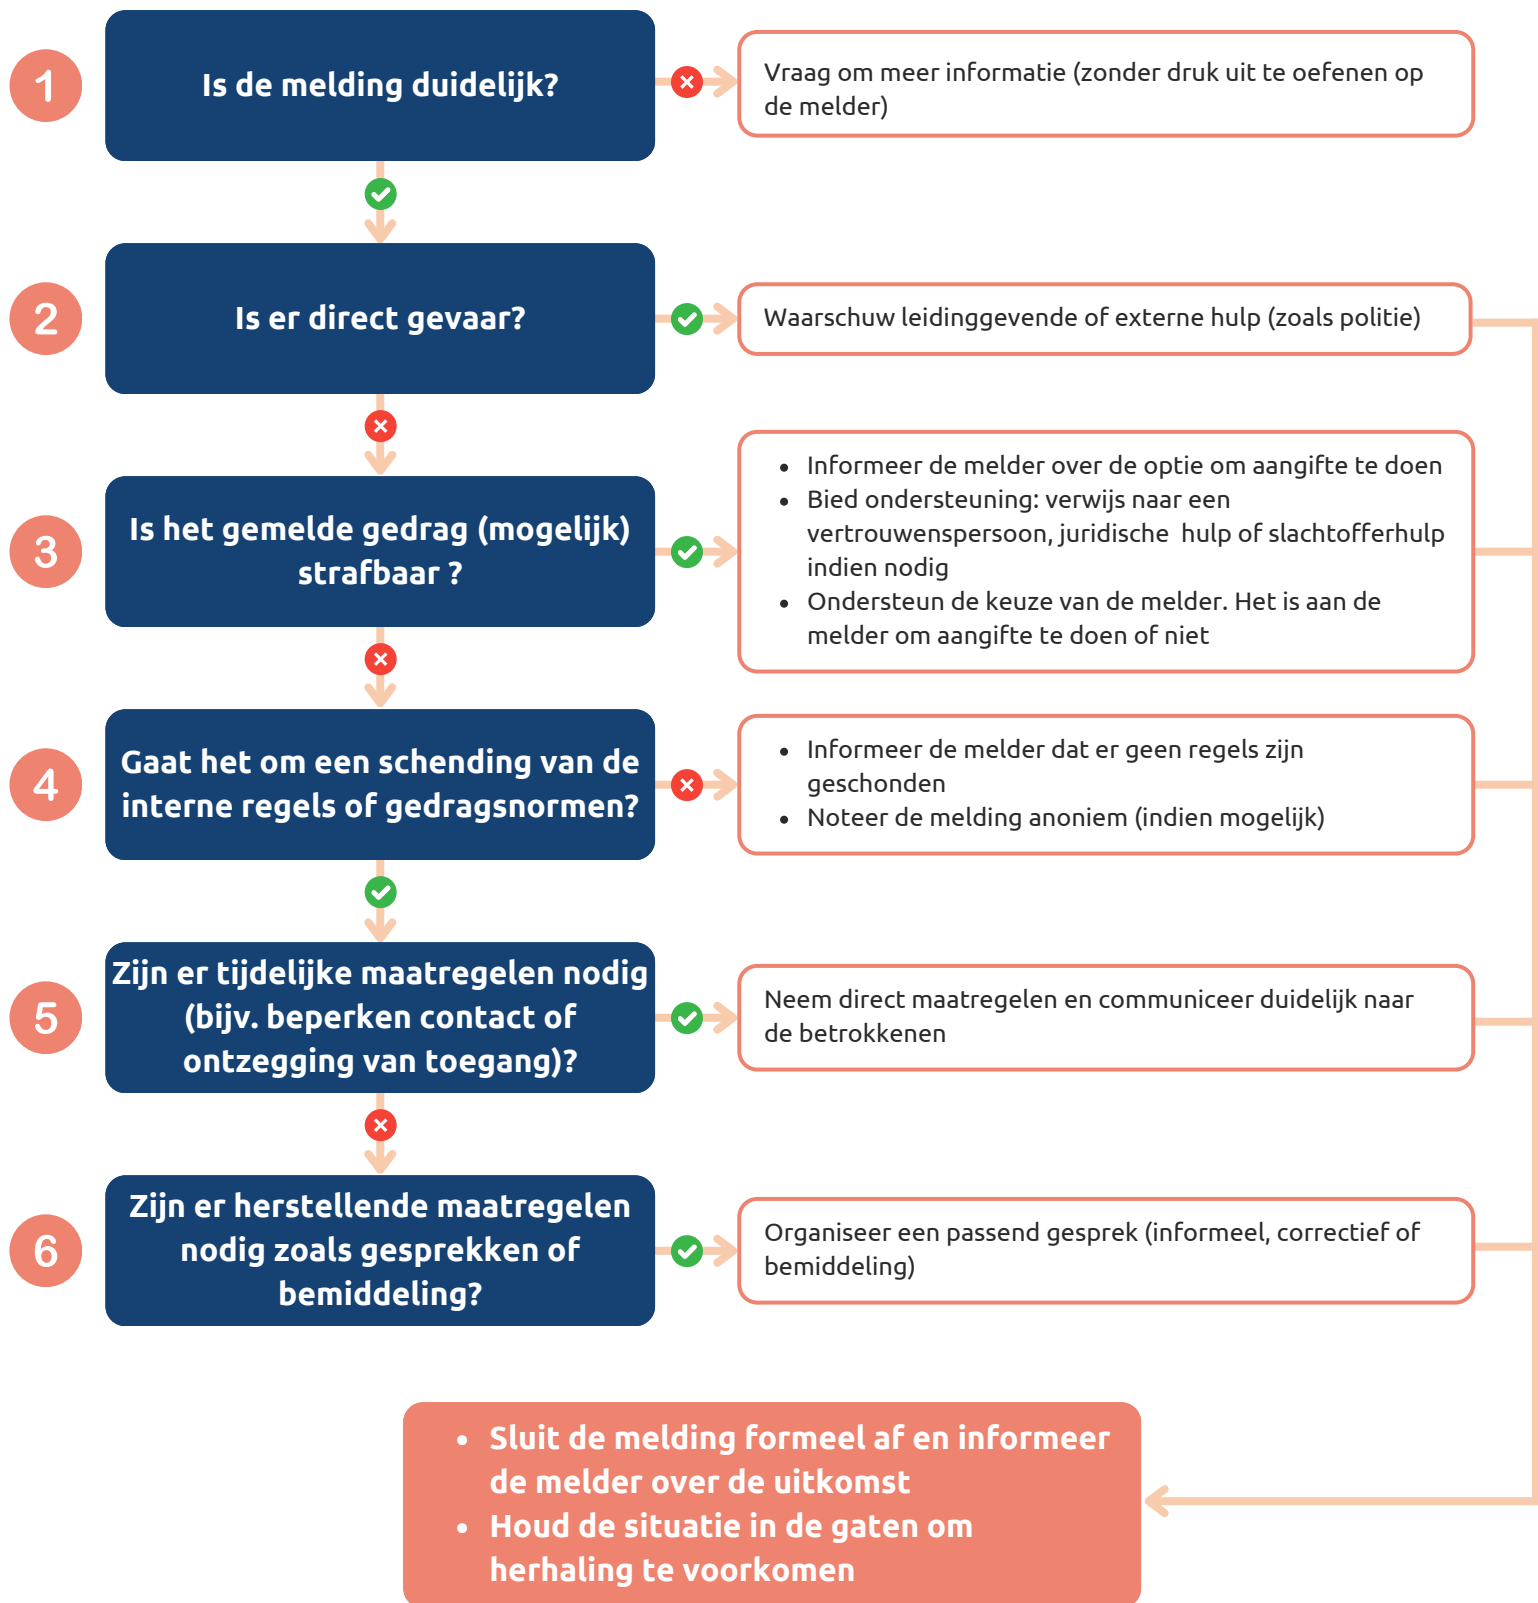 1
Is de melding duidelijk?
Vraag om meer informatie (zonder druk uit te oefenen op
de melder)
2
Is er direct gevaar?
Waarschuw leidinggevende of externe hulp (zoals politie)
3
Is het gemelde gedrag (mogelijk)
strafbaar ?
• Informeer de melder over de optie om aangifte te doen
• Bied ondersteuning: verwijs naar een
vertrouwenspersoon, juridische hulp of slachtofferhulp
indien nodig
• Ondersteun de keuze van de melder. Het is aan de
melder om aangifte te doen of niet
4
Gaat het om een schending van de
interne regels of gedragsnormen?
• Informeer de melder dat er geen regels zijn
geschonden
• Noteer de melding anoniem (indien mogelijk)
5
Zijn er tijdelijke maatregelen nodig
(bijv. beperken contact of
ontzegging van toegang)?
Neem direct maatregelen en communiceer duidelijk naar
de betrokkenen
6
Zijn er herstellende maatregelen
nodig zoals gesprekken of
bemiddeling?
Organiseer een passend gesprek (informeel, correctief of
bemiddeling)
• Sluit de melding formeel af en informeer
de melder over de uitkomst
• Houd de situatie in de gaten om
herhaling te voorkomen